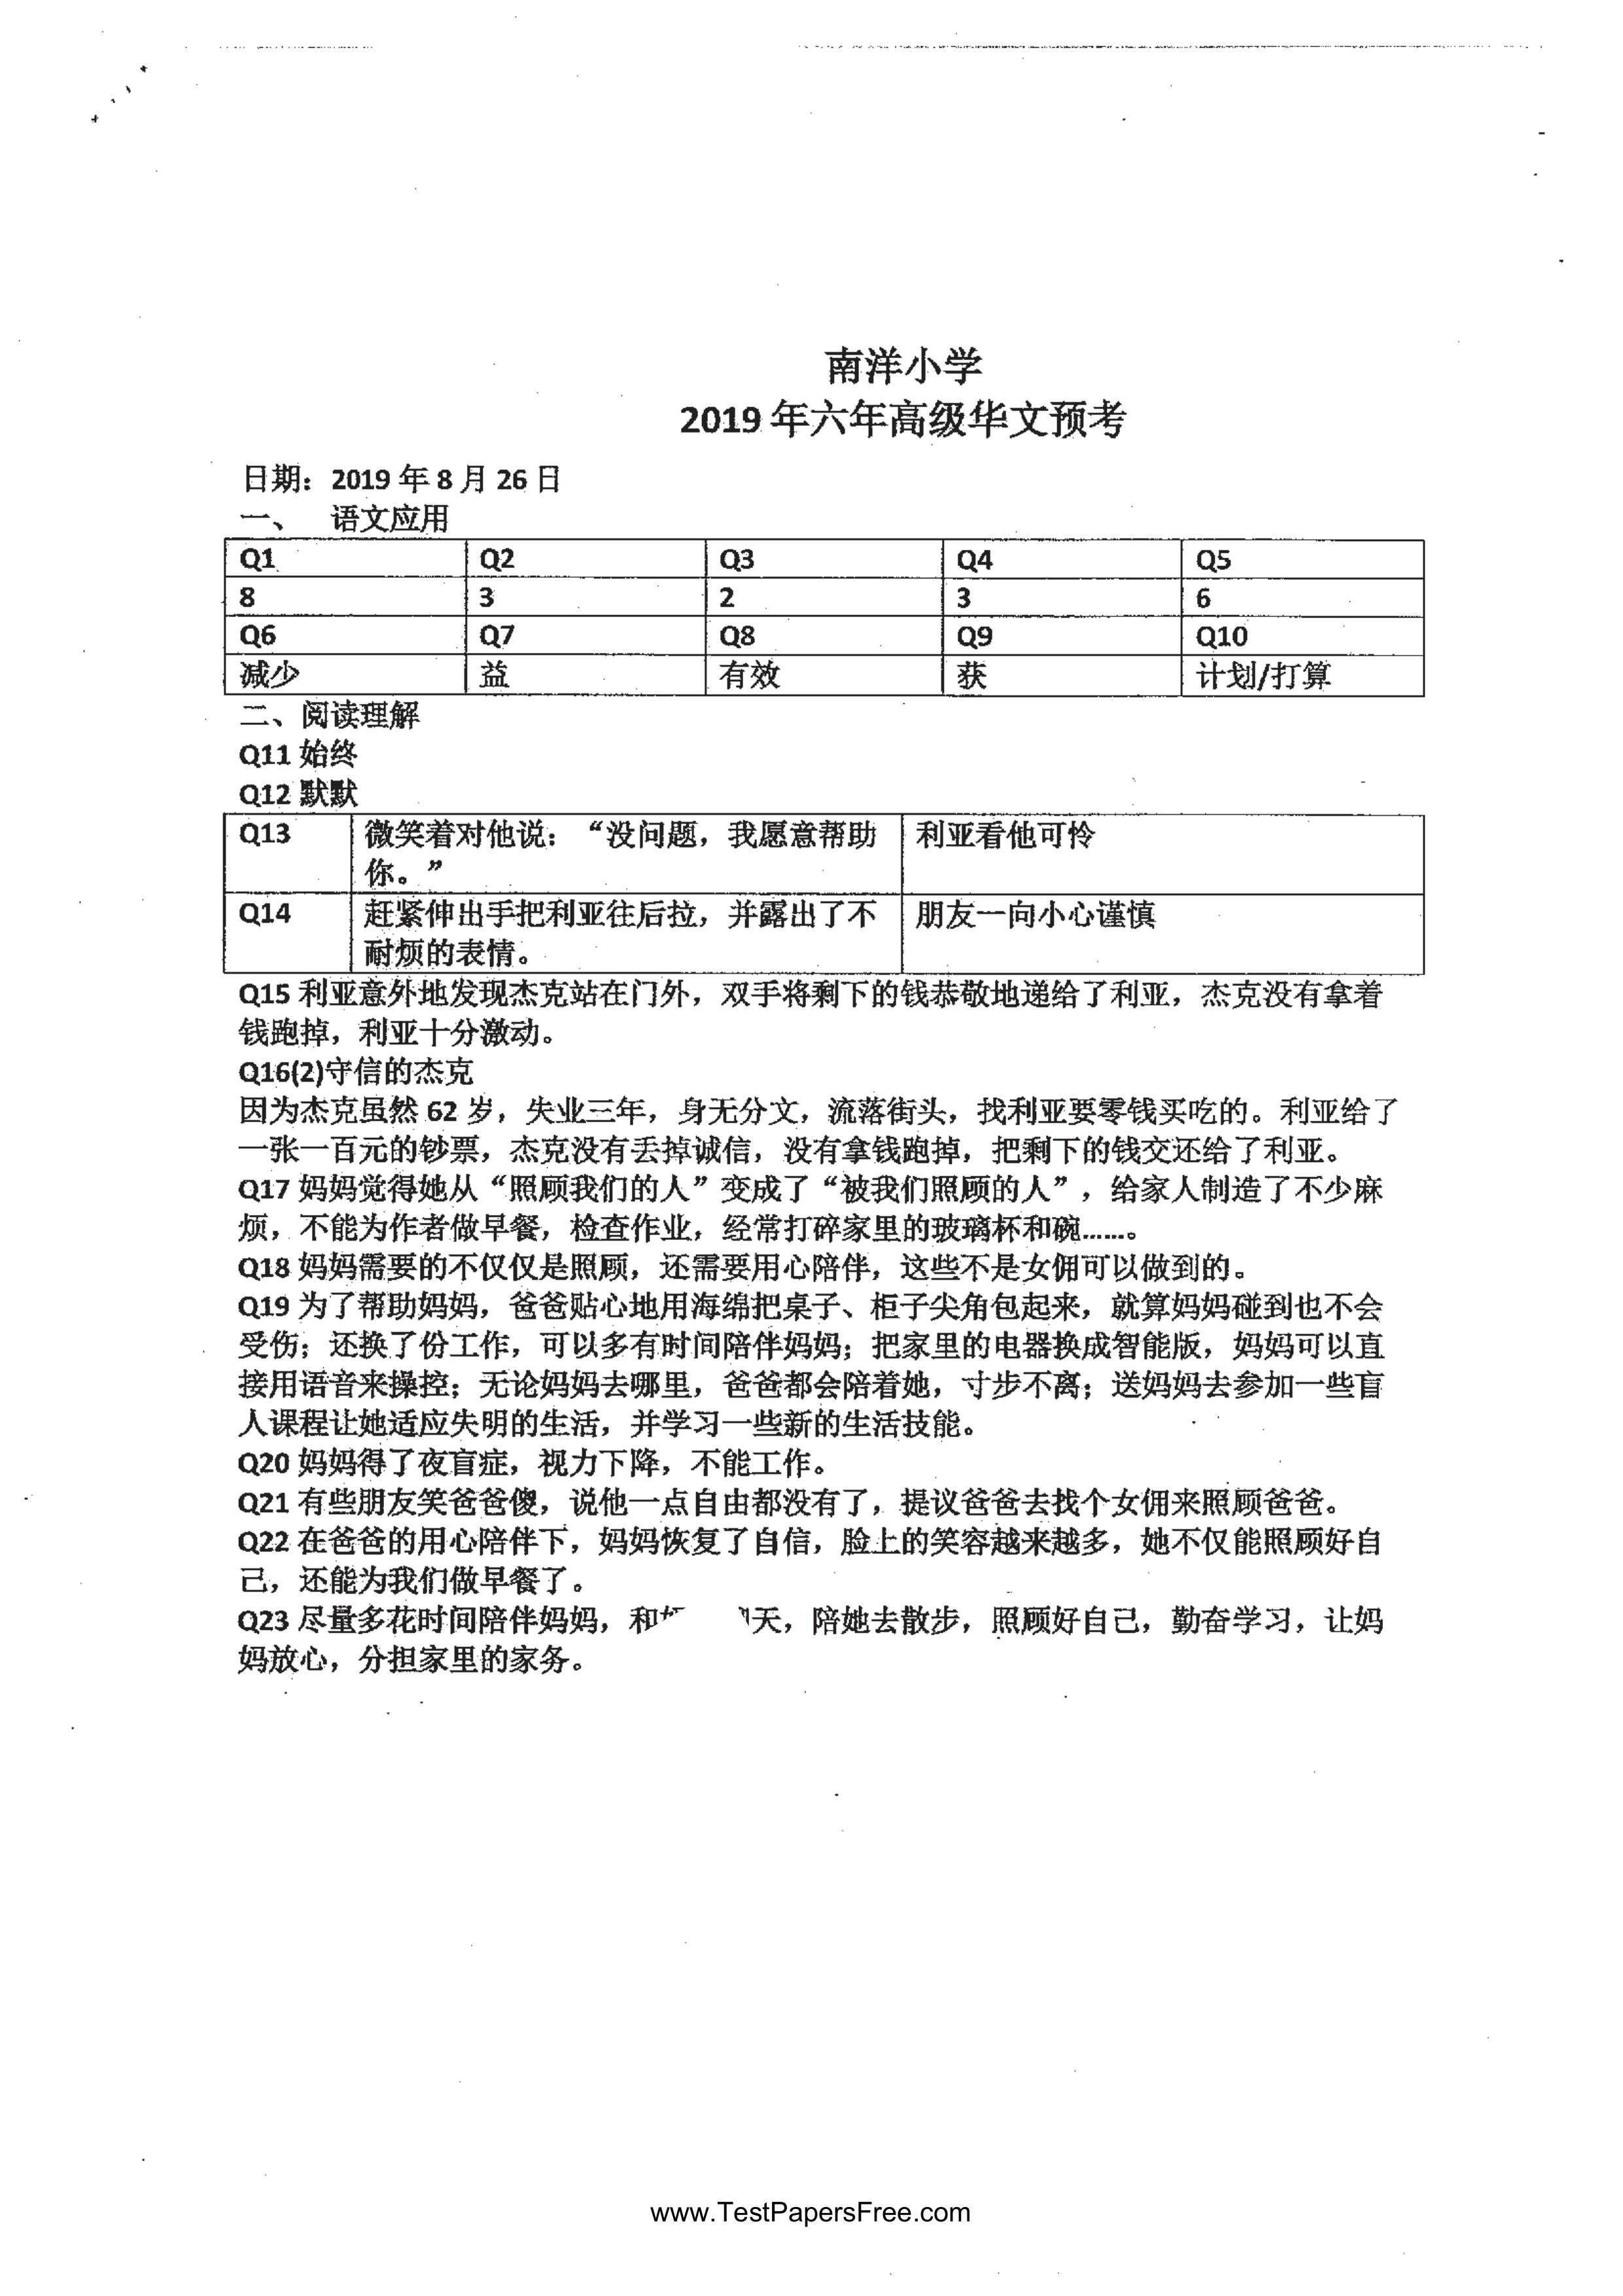 南洋小学
2019 年六年高级华文预考
日期：2019 年 8 月 26 日
一、 语文应用
Q1 Q2 Q3 Q4 Q5
8 3 2 3 6
Q6 Q7 Q8 Q9 Q10
减少 益 有效 获 计划/打算
二、阅读理解
Q11 始终
Q12 默默
Q13 微笑着对他说：“没问题，我愿意帮助 利亚看他可怜
你。”
Q14 赶紧伸出手把利亚往后拉，并露出了不 朋友一向小心谨慎
耐烦的表情。
Q15 利亚意外地发现杰克站在门外，双手将剩下的钱恭敬地递给了利亚，杰克没有拿着
钱跑掉，利亚十分激动。
Q16(2)守信的杰克
因为杰克虽然 62 岁，失业三年，身无分文，流落街头，找利亚要零钱买吃的。利亚给了
一张一百元的钞票，杰克没有丢掉诚信，没有拿钱跑掉，把剩下的钱交还给了利亚。
Q17 妈妈觉得她从“照顾我们的人”变成了“被我们照顾的人”，给家人制造了不少麻
烦，不能为作者做早餐，检查作业，经常打碎家里的玻璃杯和碗……。
Q18 妈妈需要的不仅仅是照顾，还需要用心陪伴，这些不是女佣可以做到的。
Q19 为了帮助妈妈，爸爸贴心地用海绵把桌子、柜子尖角包起来，就算妈妈碰到也不会
受伤；还换了份工作，可以多有时间陪伴妈妈；把家里的电器换成智能版，妈妈可以直
接用语音来操控；无论妈妈去哪里，爸爸都会陪着她，寸步不离；送妈妈去参加一些盲
人课程让她适应失明的生活，并学习一些新的生活技能。
Q20 妈妈得了夜盲症，视力下降，不能工作。
Q21 有些朋友笑爸爸傻，说他一点自由都没有了，提议爸爸去找个女佣来照顾爸爸。
Q22 在爸爸的用心陪伴下，妈妈恢复了自信，脸上的笑容越来越多，她不仅能照顾好自
己，还能为我们做早餐了。
Q23 尽量多花时间陪伴妈妈，和 天，陪她去散步，照顾好自己，勤奋学习，让妈
妈放心，分担家里的家务。
www.TestPapersFree.com